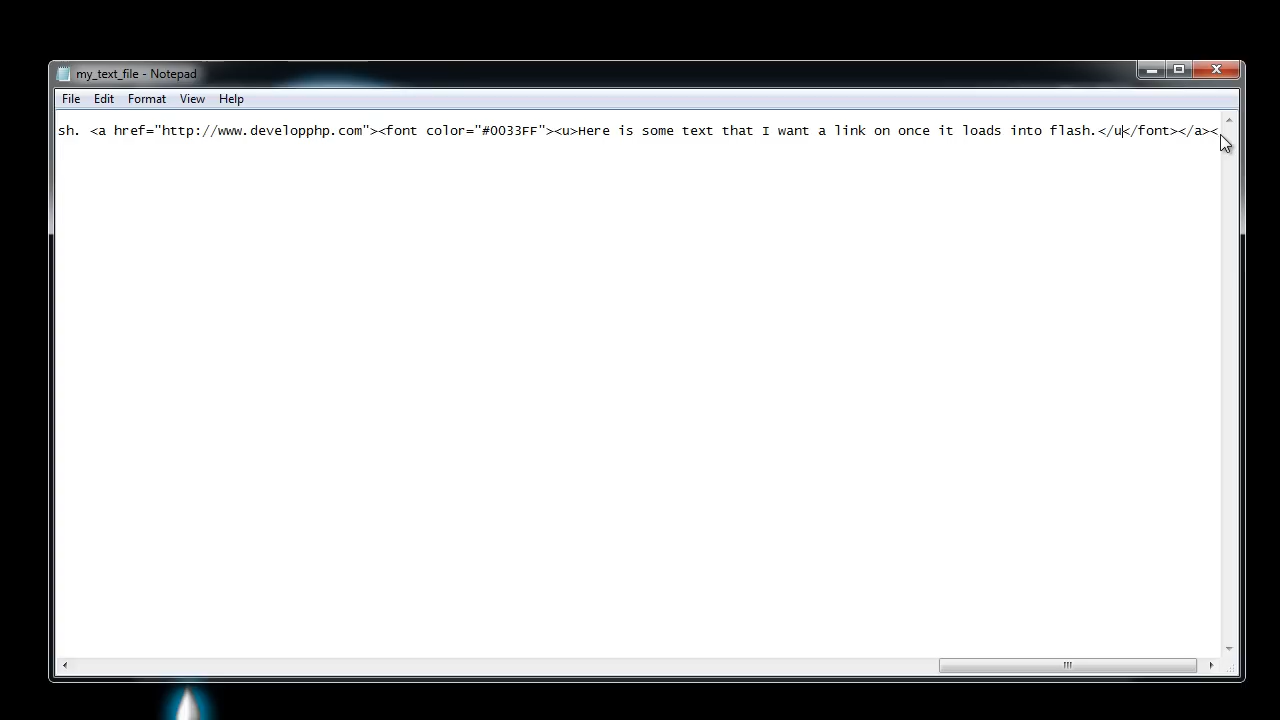 my_text_file - Notepad
File Edit Format View Help
sh. <a href="http://www.developphp.com"><font color="#0033FF"><u>Here is some text that I want a link on once it loads into flash.</u</font></a><